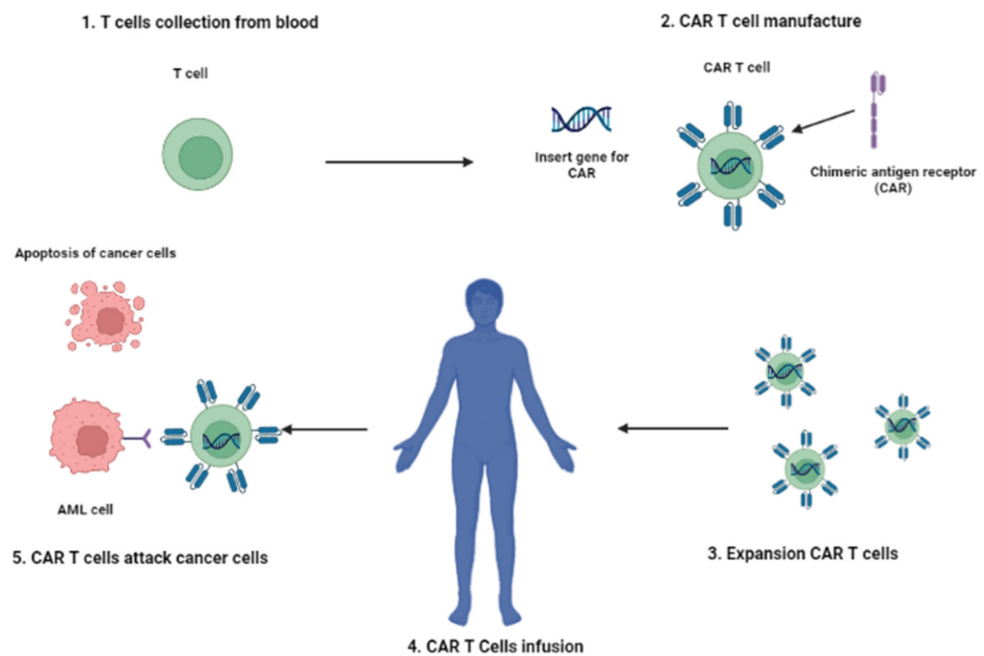 1. T cells collection from blood
2. CAR T cell manufacture
T cell
CAR T cell
Insert gene for
CAR
Chimeric antigen receptor
(CAR)
Apoptosis of cancer cells
AML cell
5. CAR T cells attack cancer cells
3. Expansion CAR T cells
4. CAR T Cells infusion